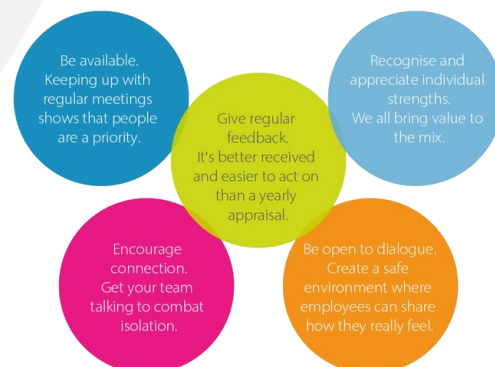 Be available.
Keeping up with
regular meetings
shows that people
are a priority.
Recognise and
appreciate individual
strengths.
We all bring value to
the mix.
Give regular
feedback.
It's better received
and easier to act on
than a yearly
appraisal.
Encourage
connection.
Get your team
talking to combat
isolation.
Be open to dialogue.
Create a safe
environment where
employees can share
how they really feel.